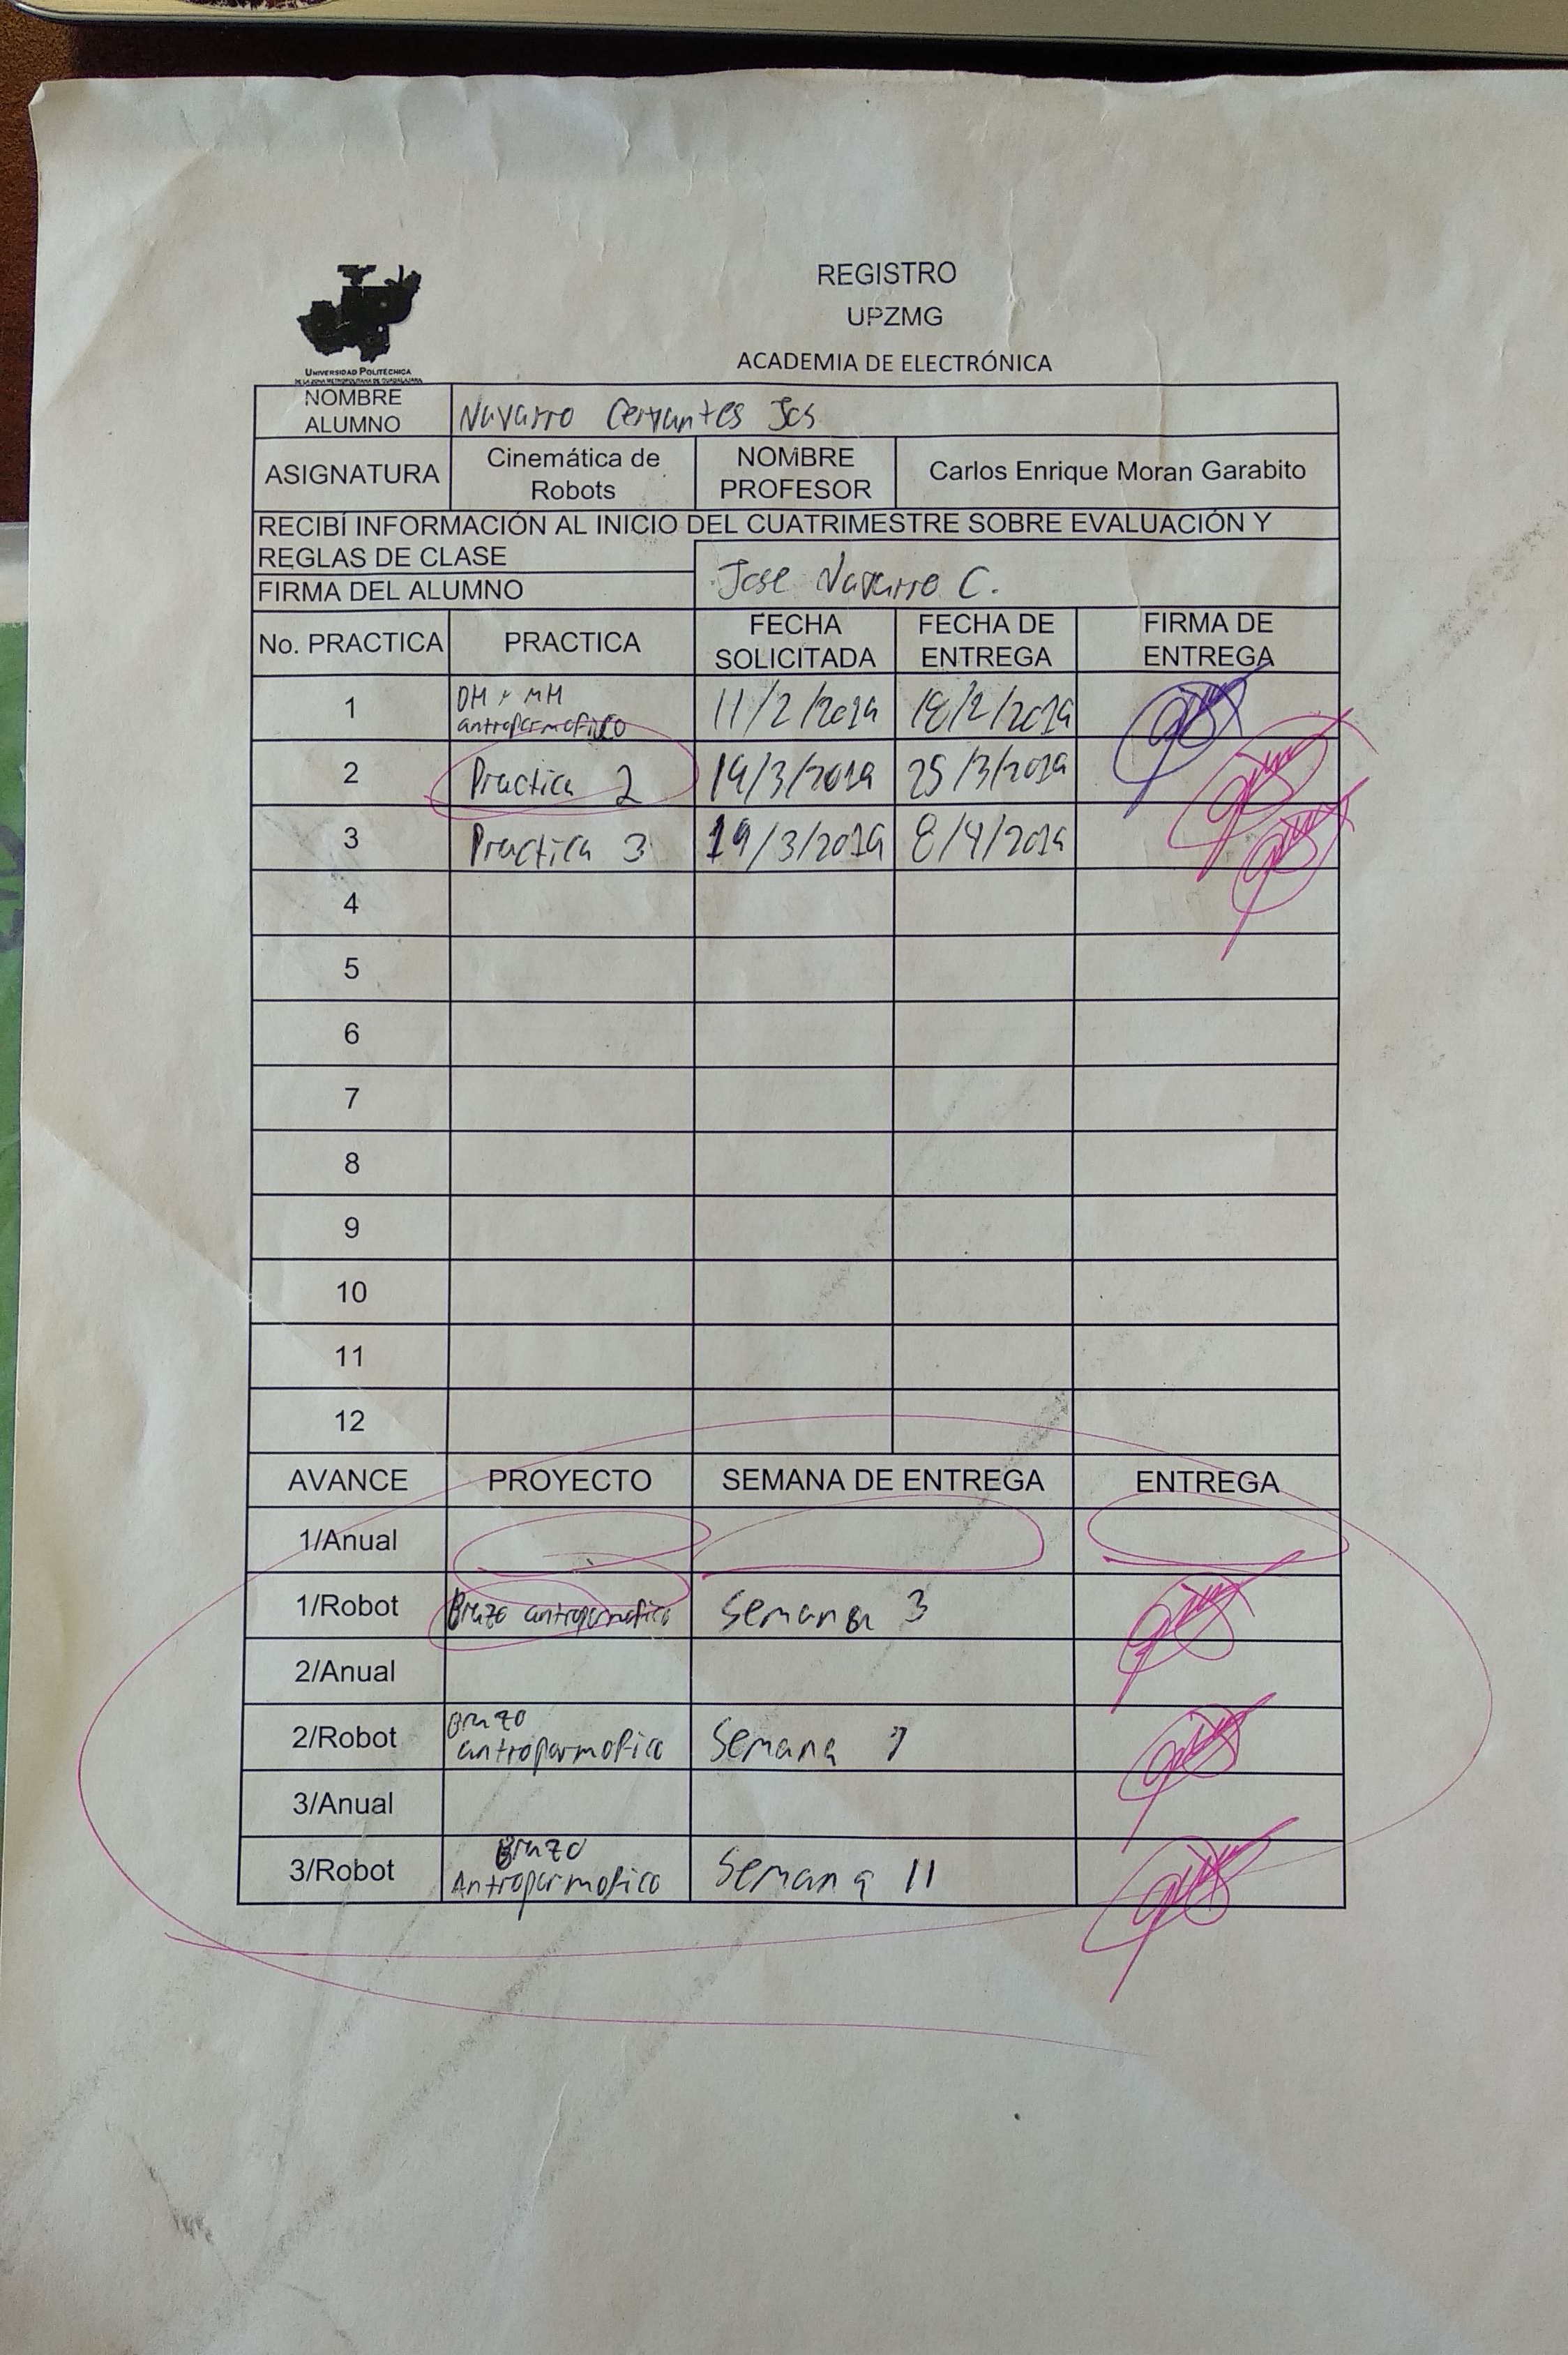 REGISTRO
UPZMG
ACADEMIA DE ELECTRÓNICA
UNIVERSIDAD POLITÉCHICA
DE LA ZONA METROPOLITANA DE GUADALAJARA
NOMBRE ALUMNO Navarro Cervantes Jos
ASIGNATURA Cinemática de Robots NOMBRE PROFESOR Carlos Enrique Moran Garabito
RECIBÍ INFORMACIÓN AL INICIO DEL CUATRIMESTRE SOBRE EVALUACIÓN Y
REGLAS DE CLASE
FIRMA DEL ALUMNO Jose Navarro C.
No. PRACTICA PRACTICA FECHA SOLICITADA FECHA DE ENTREGA FIRMA DE ENTREGA
1 DH y MH antropormofico 11/2/2019 18/2/2019
2 Practica 2 19/3/2019 25/3/2019
3 Practica 3 19/3/2019 8/4/2019
4
5
6
7
8
9
10
11
12
AVANCE PROYECTO SEMANA DE ENTREGA ENTREGA
1/Anual
1/Robot Brazo antropormofico Semana 3
2/Anual
2/Robot Brazo antropormofico Semana 7
3/Anual
3/Robot Brazo Antropormofico Semana 11